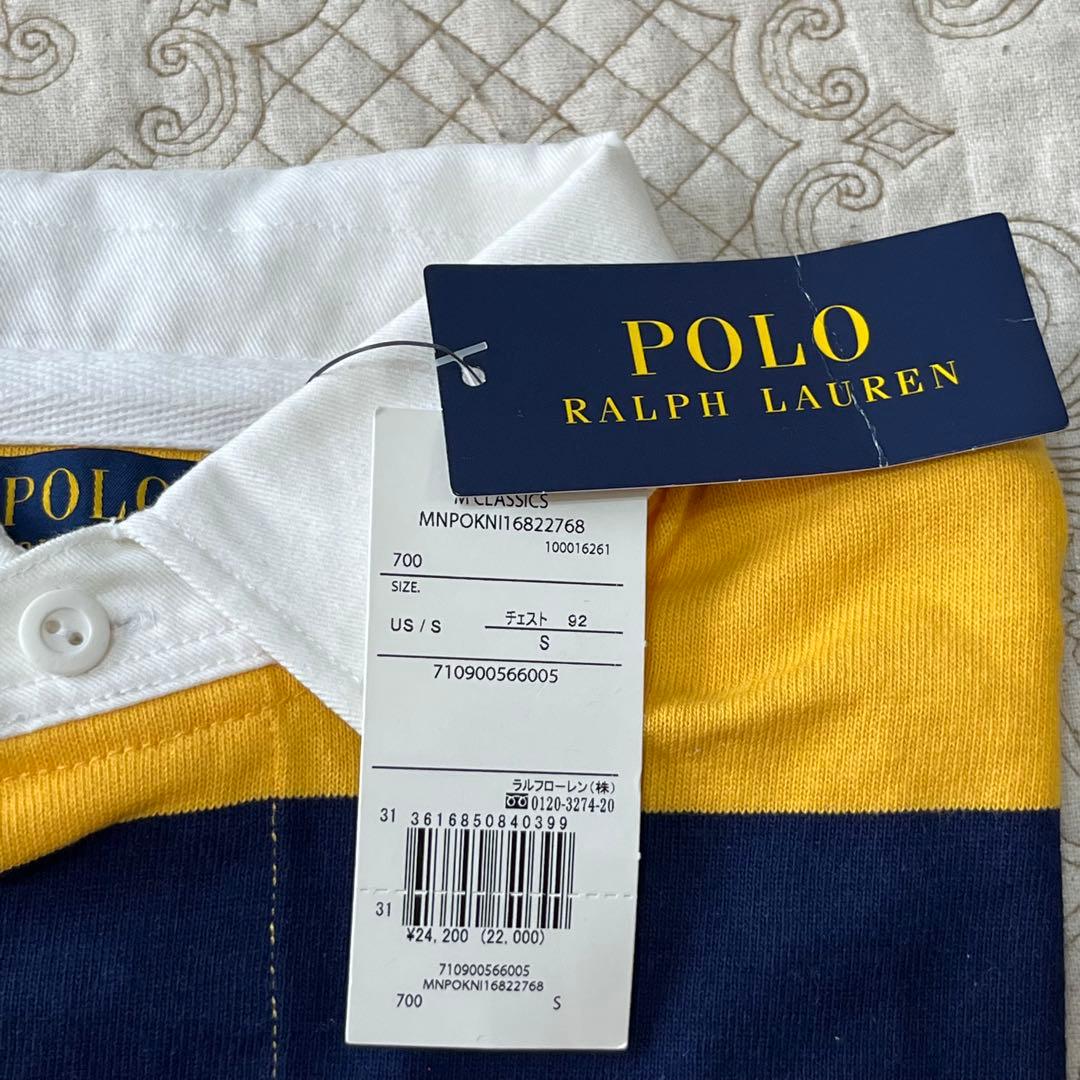 POLO
RALPH LAUREN
POLO
M CLASSICS
MNPOKNI16822768
100016261
700
SIZE.
US / S
チェスト 92
S
710900566005
ラルフローレン(株)
0120-3274-20
31 3616850840399
31
¥24,200 (22,000)
710900566005
MNPOKNI16822768
700 S